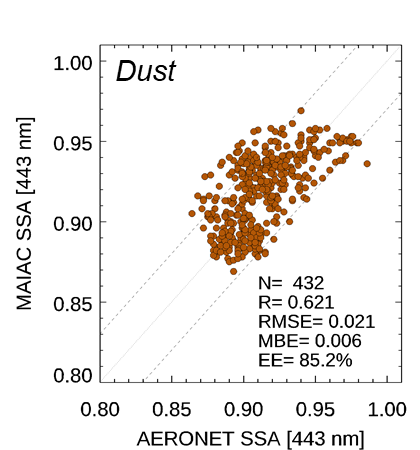 Dust
1.00
0.95
0.90
0.85
0.80
MAIAC SSA [443 nm]
N= 432
R= 0.621
RMSE= 0.021
MBE= 0.006
EE= 85.2%
0.80 0.85 0.90 0.95 1.00
AERONET SSA [443 nm]